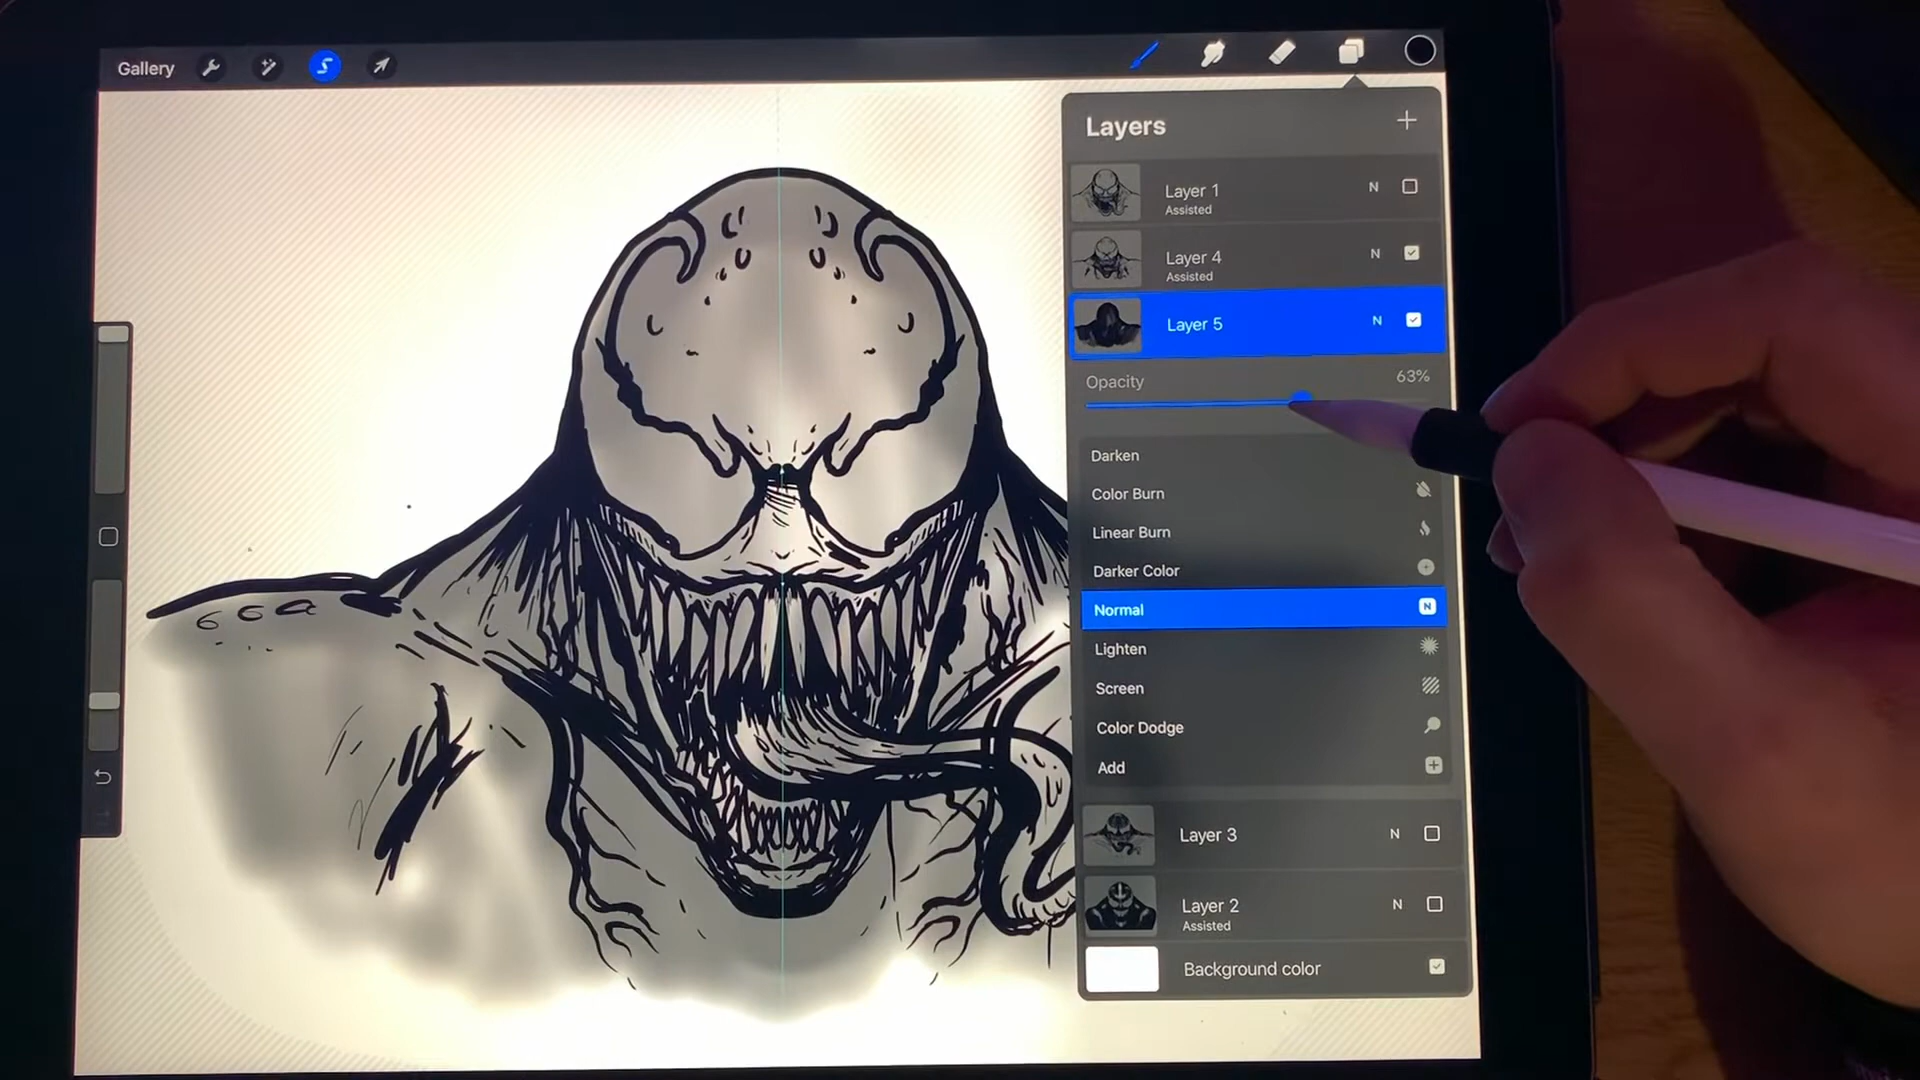 Gallery
Layers
Layer 1
Assisted
N
Layer 4
Assisted
N
Layer 5
N
Opacity
63%
Darken
Color Burn
Linear Burn
Darker Color
Normal
N
Lighten
Screen
Color Dodge
Add
Layer 3
N
Layer 2
Assisted
N
Background color